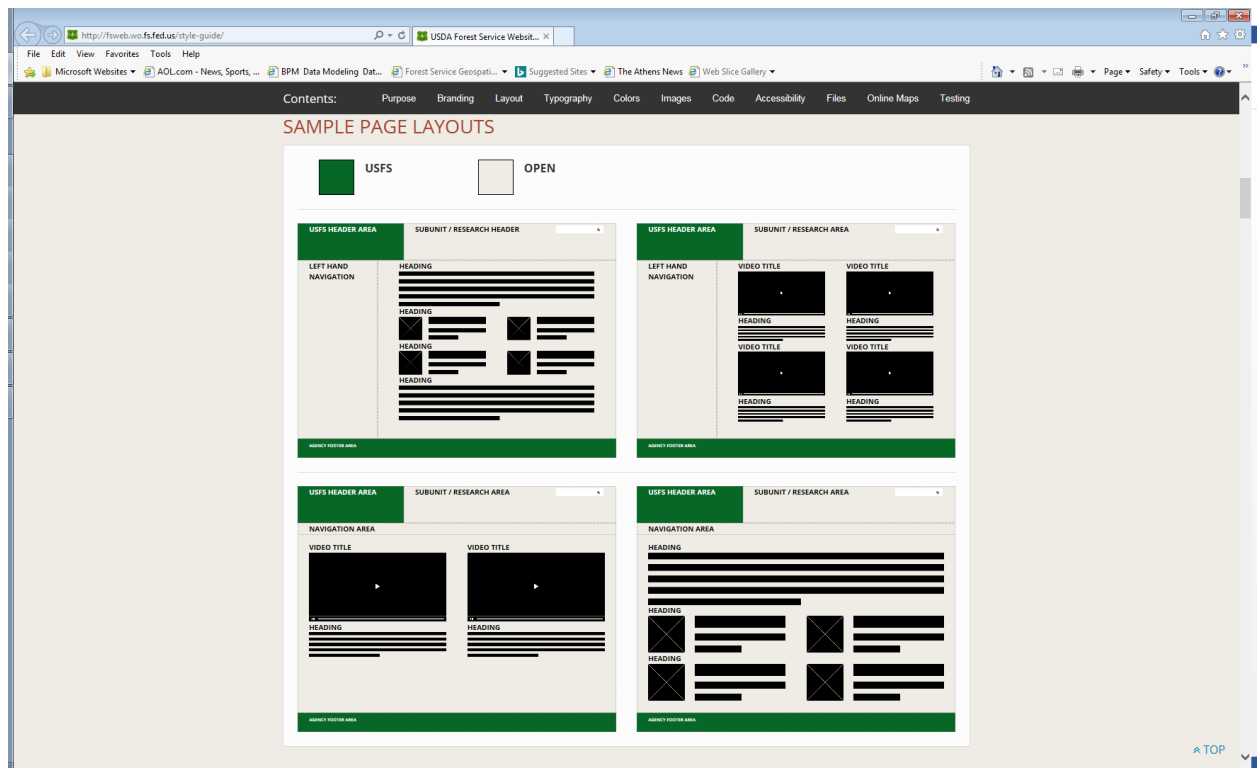 http://fsweb.wo.fs.fed.us/style-guide/
USDA Forest Service Websit...
File Edit View Favorites Tools Help
Microsoft Websites AOL.com - News, Sports, ... BPM Data Modeling Dat... Forest Service Geospati... Suggested Sites The Athens News Web Slice Gallery
Page Safety Tools
Contents: Purpose Branding Layout Typography Colors Images Code Accessibility Files Online Maps Testing
SAMPLE PAGE LAYOUTS
USFS OPEN
USFS HEADER AREA SUBUNIT / RESEARCH HEADER
LEFT HAND
NAVIGATION
HEADING
HEADING
HEADING
HEADING
AGENCY FOOTER AREA
USFS HEADER AREA SUBUNIT / RESEARCH AREA
LEFT HAND
NAVIGATION
VIDEO TITLE VIDEO TITLE
HEADING HEADING
VIDEO TITLE VIDEO TITLE
HEADING HEADING
AGENCY FOOTER AREA
USFS HEADER AREA SUBUNIT / RESEARCH AREA
NAVIGATION AREA
VIDEO TITLE VIDEO TITLE
HEADING HEADING
AGENCY FOOTER AREA
USFS HEADER AREA SUBUNIT / RESEARCH AREA
NAVIGATION AREA
HEADING
HEADING
HEADING
AGENCY FOOTER AREA
TOP